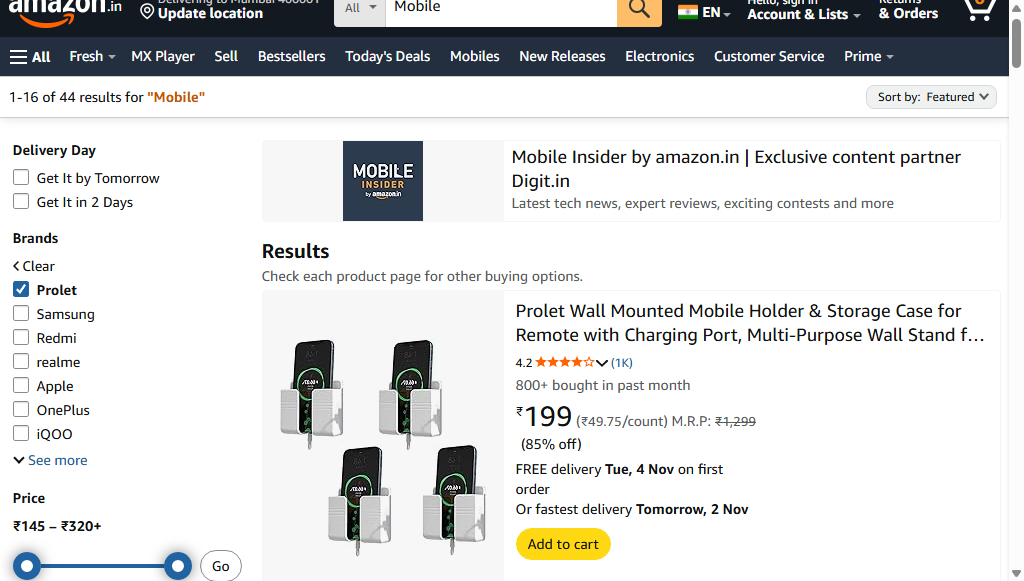 amazon.in
Delivering to Mumbai 400001
Update location
All
Mobile
EN
Hello, sign in
Account & Lists
Returns
& Orders
0
All
Fresh
MX Player
Sell
Bestsellers
Today's Deals
Mobiles
New Releases
Electronics
Customer Service
Prime
1-16 of 44 results for "Mobile"
Sort by: Featured
Delivery Day
Get It by Tomorrow
Get It in 2 Days
Brands
Clear
Prolet
Samsung
Redmi
realme
Apple
OnePlus
iQOO
See more
Price
₹145 – ₹320+
Go
MOBILE
INSIDER
by amazon.in
Mobile Insider by amazon.in | Exclusive content partner
Digit.in
Latest tech news, expert reviews, exciting contests and more
Results
Check each product page for other buying options.
Prolet Wall Mounted Mobile Holder & Storage Case for
Remote with Charging Port, Multi-Purpose Wall Stand f…
4.2 (1K)
800+ bought in past month
₹199 (₹49.75/count) M.R.P: ₹1,299
(85% off)
FREE delivery Tue, 4 Nov on first
order
Or fastest delivery Tomorrow, 2 Nov
Add to cart